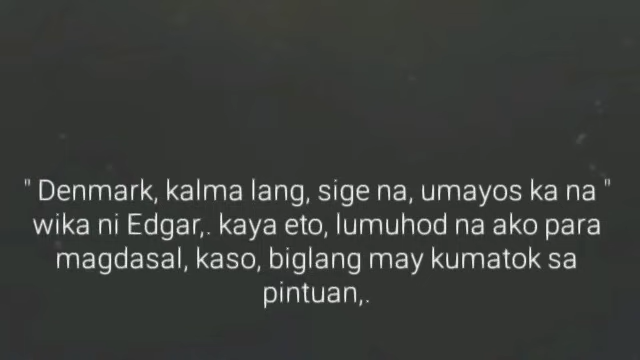 " Denmark, kalma lang, sige na, umayos ka na "
wika ni Edgar,. kaya eto, lumuhod na ako para
magdasal, kaso, biglang may kumatok sa
pintuan,.